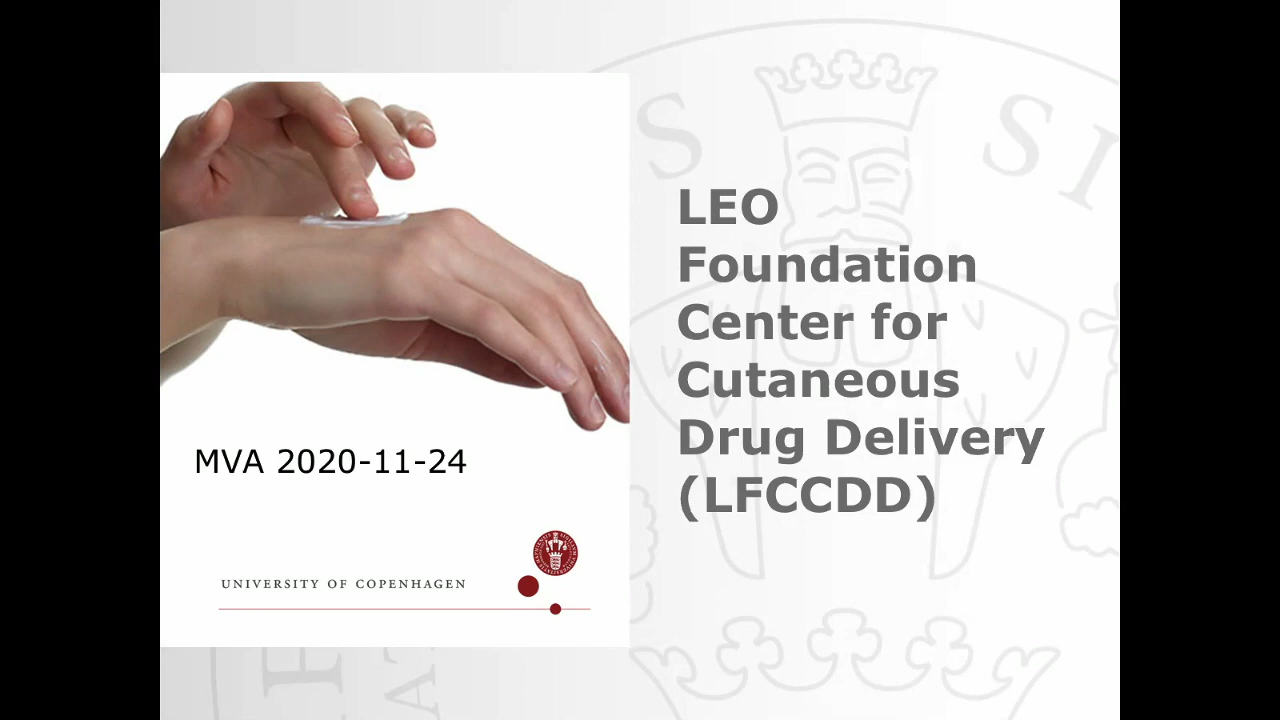 LEO
Foundation
Center for
Cutaneous
Drug Delivery
(LFCCDD)
MVA 2020-11-24
UNIVERSITY OF COPENHAGEN